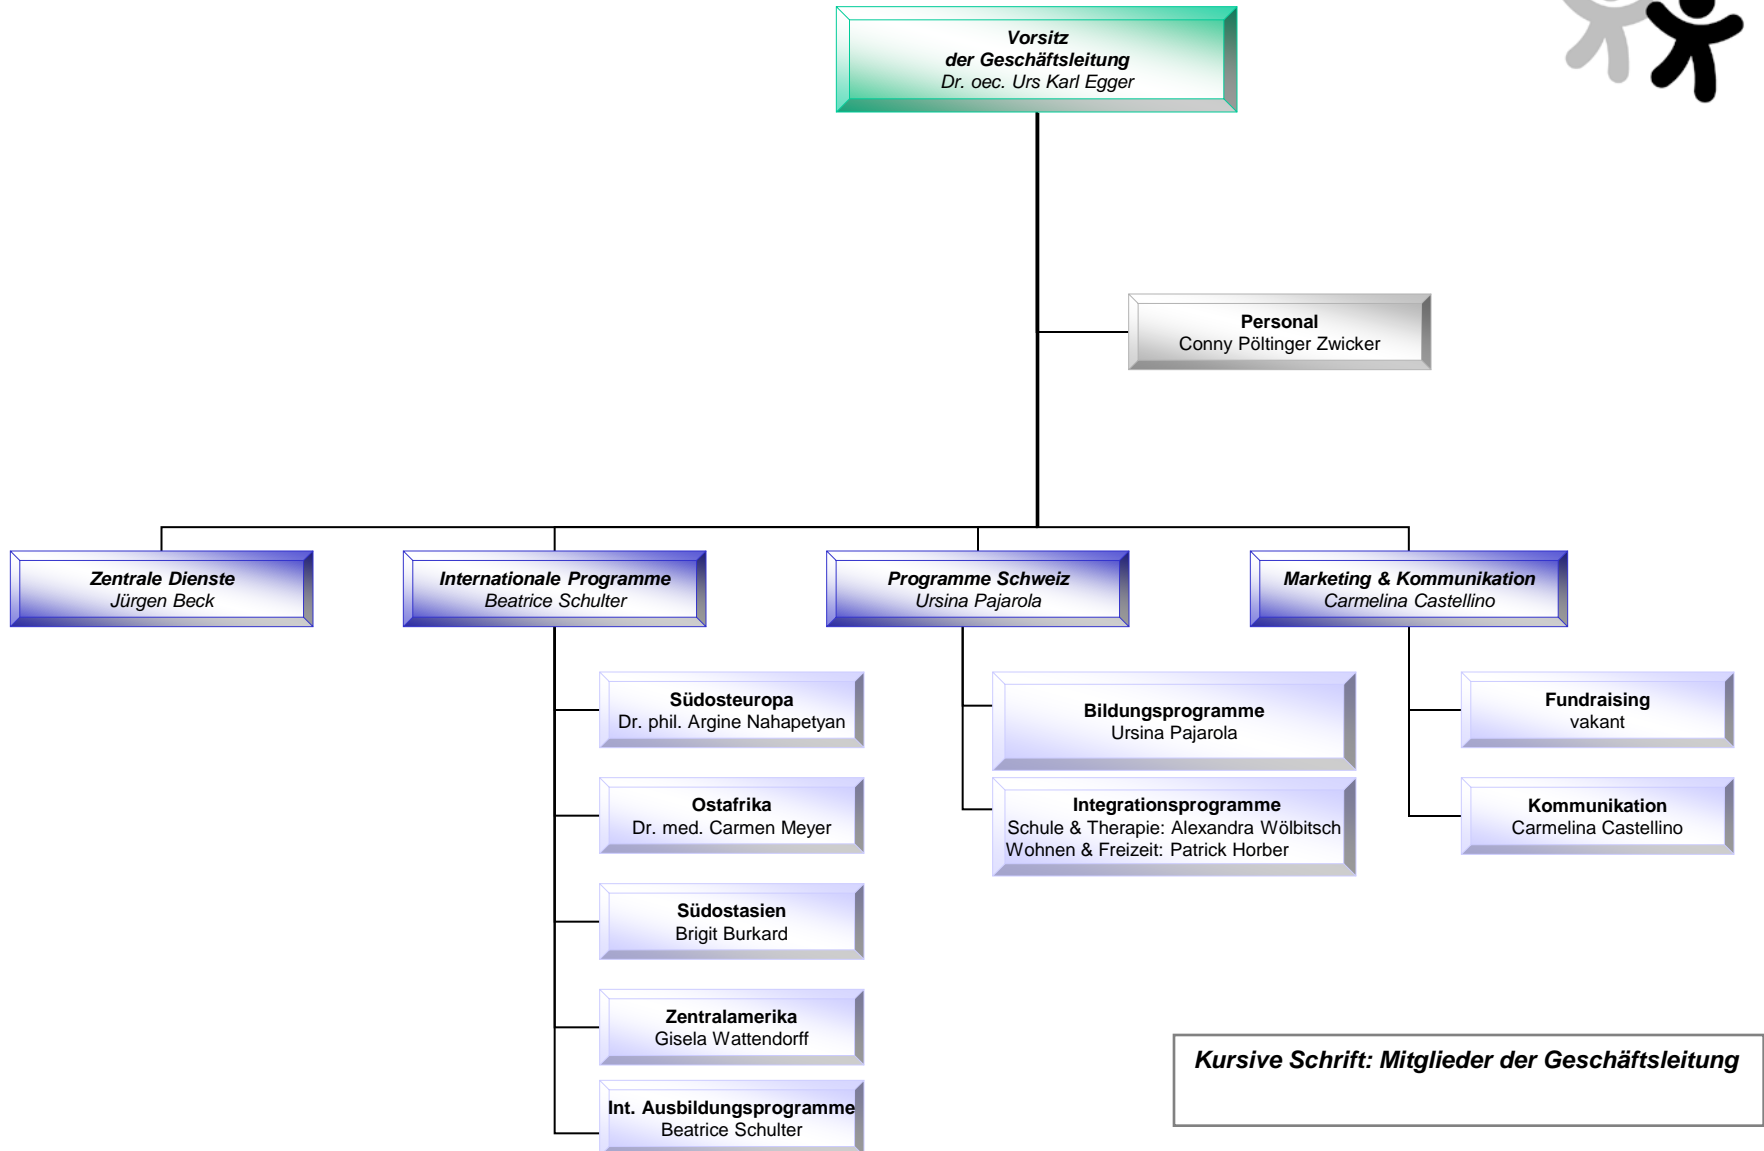 Vorsitz
der Geschäftsleitung
Dr. oec. Urs Karl Egger
Personal
Conny Pöltinger Zwicker
Zentrale Dienste
Jürgen Beck
Internationale Programme
Beatrice Schulter
Programme Schweiz
Ursina Pajarola
Marketing & Kommunikation
Carmelina Castellino
Südosteuropa
Dr. phil. Argine Nahapetyan
Ostafrika
Dr. med. Carmen Meyer
Südostasien
Brigit Burkard
Zentralamerika
Gisela Wattendorff
Int. Ausbildungsprogramme
Beatrice Schulter
Bildungsprogramme
Ursina Pajarola
Integrationsprogramme
Schule & Therapie: Alexandra Wölbitsch
Wohnen & Freizeit: Patrick Horber
Fundraising
vakant
Kommunikation
Carmelina Castellino
Kursive Schrift: Mitglieder der Geschäftsleitung